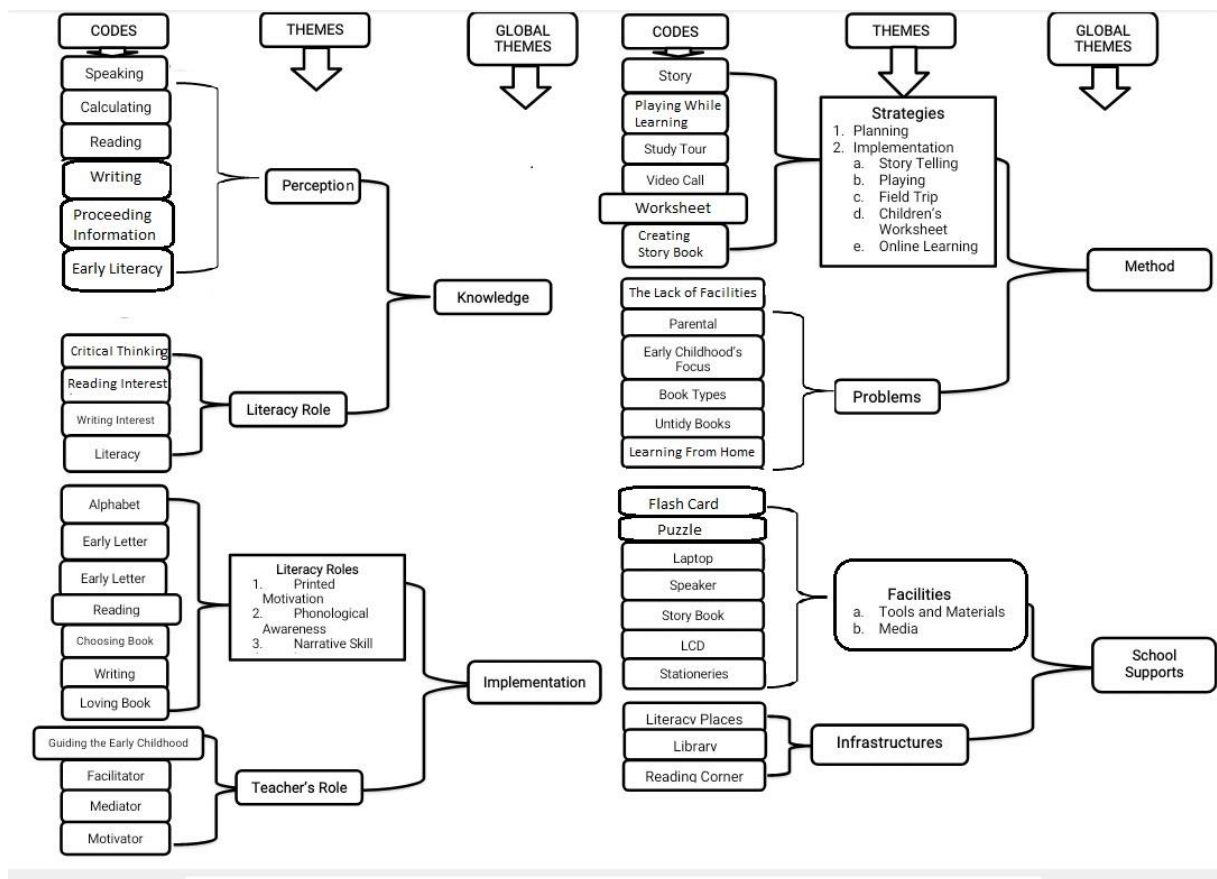 CODES
THEMES
GLOBAL
THEMES
Speaking
Calculating
Reading
Writing
Proceeding
Information
Early Literacy
Perception
Knowledge
Critical Thinking
Reading Interest
Writing Interest
Literacy
Literacy Role
Alphabet
Early Letter
Early Letter
Reading
Choosing Book
Writing
Loving Book
Literacy Roles
1. Printed
Motivation
2. Phonological
Awareness
3. Narrative Skill
Implementation
Guiding the Early Childhood
Facilitator
Mediator
Motivator
Teacher's Role
CODES
THEMES
GLOBAL
THEMES
Story
Playing While
Learning
Study Tour
Video Call
Worksheet
Creating
Story Book
Strategies
1. Planning
2. Implementation
a. Story Telling
b. Playing
c. Field Trip
d. Children's
Worksheet
e. Online Learning
Method
The Lack of Facilities
Parental
Early Childhood's
Focus
Book Types
Untidy Books
Learning From Home
Problems
Flash Card
Puzzle
Laptop
Speaker
Story Book
LCD
Stationeries
Facilities
a. Tools and Materials
b. Media
School
Supports
Literacy Places
Library
Reading Corner
Infrastructures